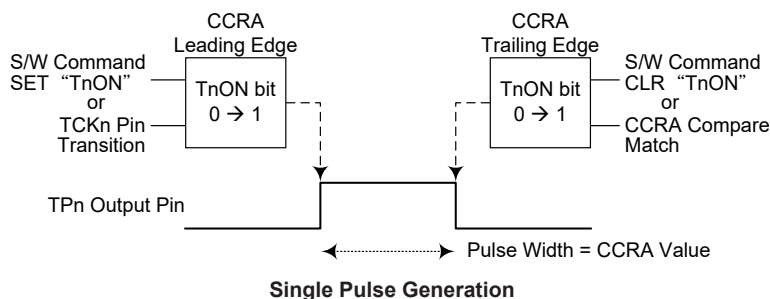 CCRA
Leading Edge
S/W Command
SET “TnON”
or
TCKn Pin
Transition
TnON bit
0 → 1
CCRA
Trailing Edge
TnON bit
0 → 1
S/W Command
CLR “TnON”
or
CCRA Compare
Match
TPn Output Pin
Pulse Width = CCRA Value
Single Pulse Generation